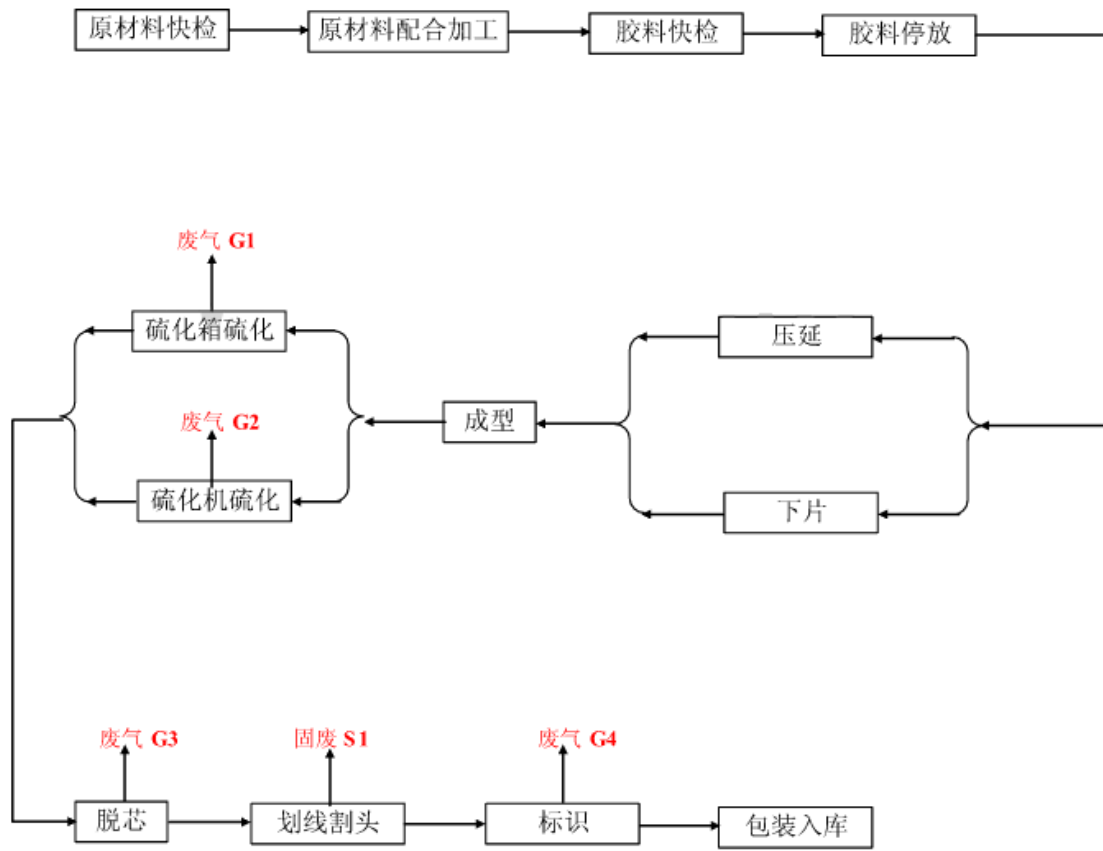 原材料快检
原材料配合加工
胶料快检
胶料停放
废气 G1
硫化箱硫化
压延
成型
废气 G2
硫化机硫化
下片
废气 G3
固废 S1
废气 G4
脱芯
划线割头
标识
包装入库